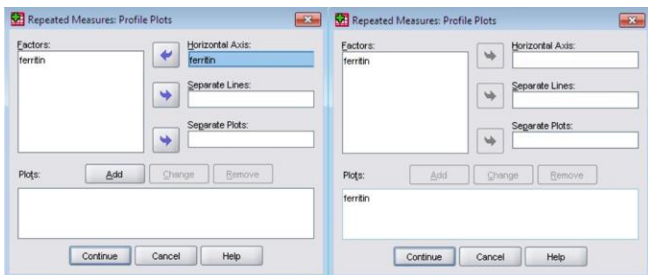 Repeated Measures: Profile Plots
Factors:
ferritin
Horizontal Axis:
ferritin
Separate Lines:
Separate Plots:
Plots:
Add
Change
Remove
Continue
Cancel
Help
Repeated Measures: Profile Plots
Factors:
ferritin
Horizontal Axis:
Separate Lines:
Separate Plots:
Plots:
Add
Change
Remove
ferritin
Continue
Cancel
Help